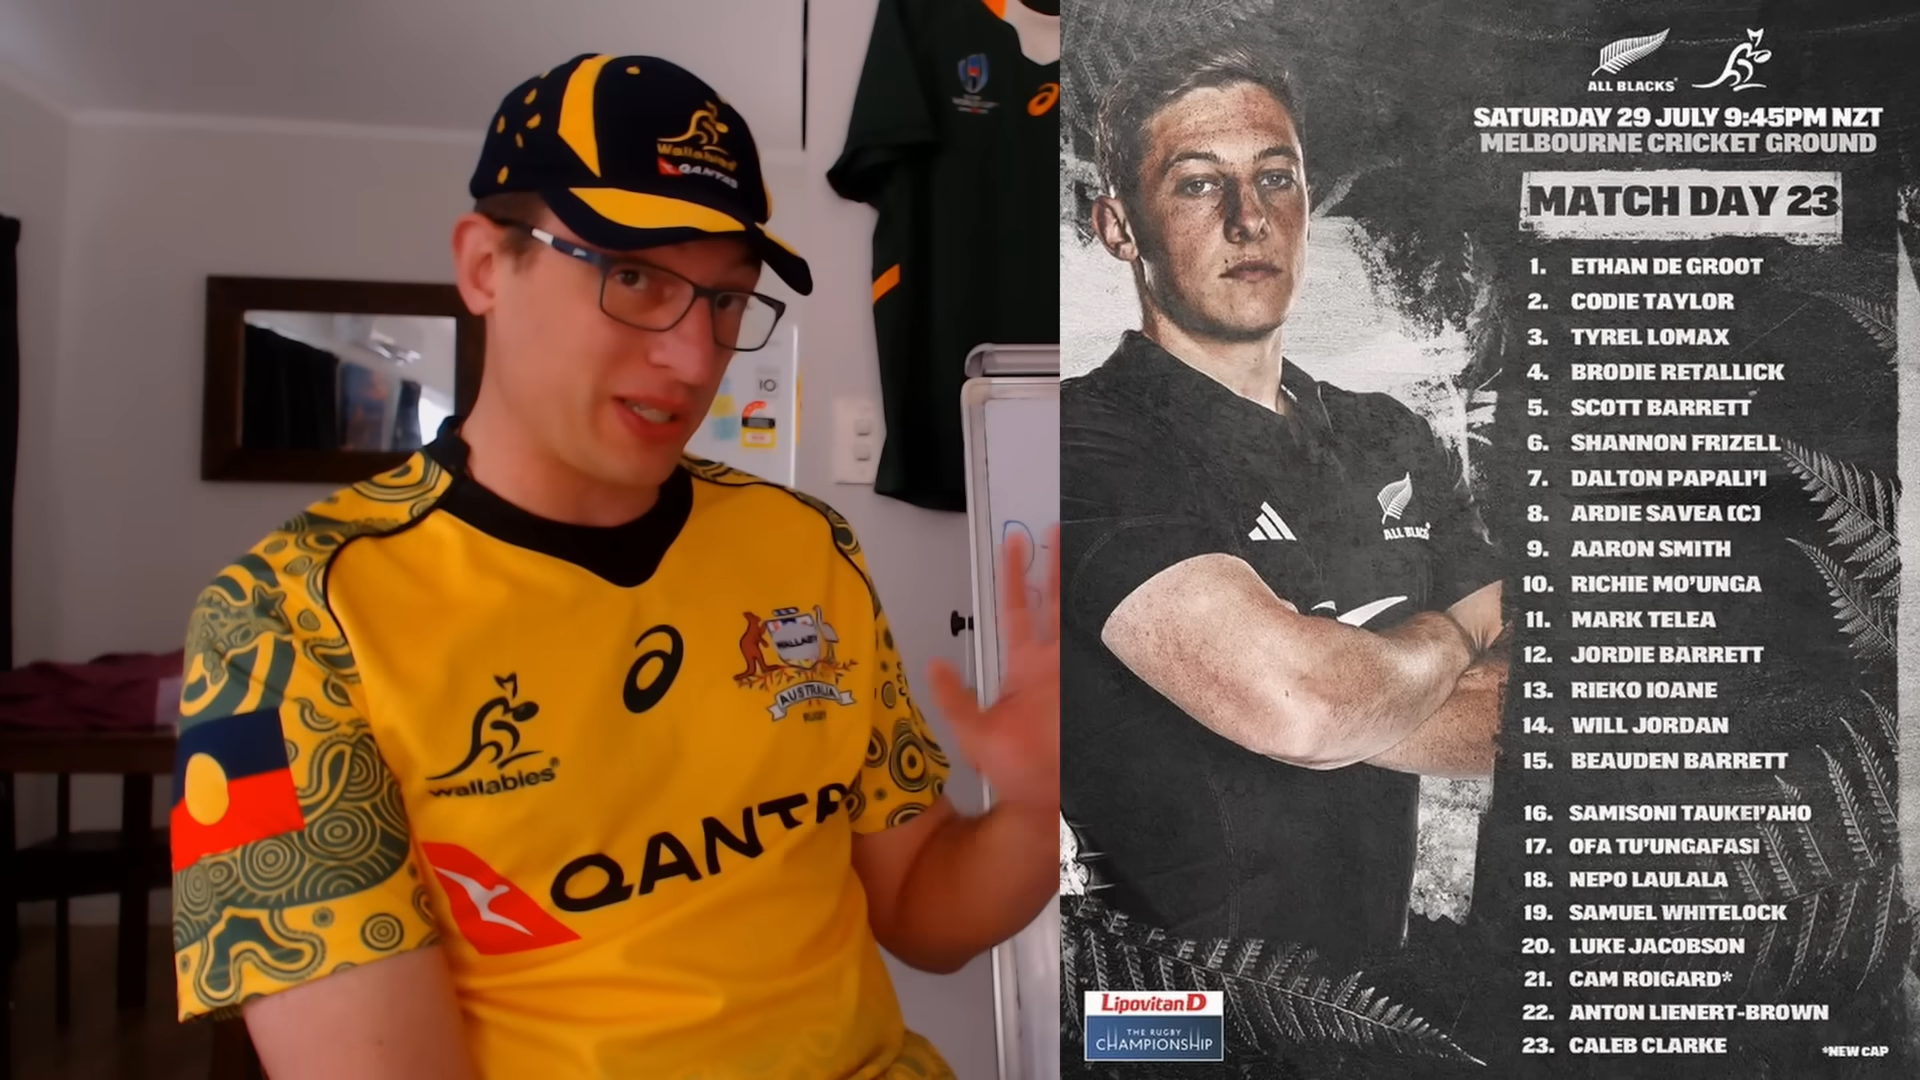 Wallabies
QANTAS
IO
wallabies
WALLABY
AUSTRALIA
RUGBY
QANTA
ALL BLACKS
SATURDAY 29 JULY 9:45PM NZT
MELBOURNE CRICKET GROUND
MATCH DAY 23
1. ETHAN DE GROOT
2. CODIE TAYLOR
3. TYREL LOMAX
4. BRODIE RETALLICK
5. SCOTT BARRETT
6. SHANNON FRIZELL
7. DALTON PAPALI'I
8. ARDIE SAVEA (C)
9. AARON SMITH
10. RICHIE MO'UNGA
11. MARK TELEA
12. JORDIE BARRETT
13. RIEKO IOANE
14. WILL JORDAN
15. BEAUDEN BARRETT
16. SAMISONI TAUKEI'AHO
17. OFA TU'UNGAFASI
18. NEPO LAULALA
19. SAMUEL WHITELOCK
20. LUKE JACOBSON
21. CAM ROIGARD*
22. ANTON LIENERT-BROWN
23. CALEB CLARKE
*NEW CAP
ALL BLACKS
Lipovitan D
THE RUGBY
CHAMPIONSHIP